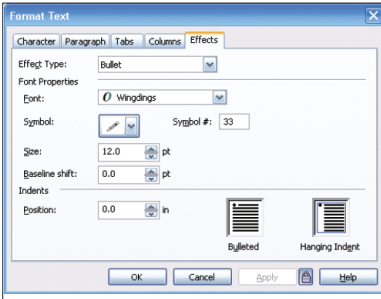 Format Text
Character Paragraph Tabs Columns Effects
Effect Type: Bullet
Font Properties
Font: O Wingdings
Symbol: Symbol #: 33
Size: 12.0 pt
Baseline shift: 0.0 pt
Indents
Position: 0.0 in
Bulleted Hanging Indent
OK Cancel Apply Help